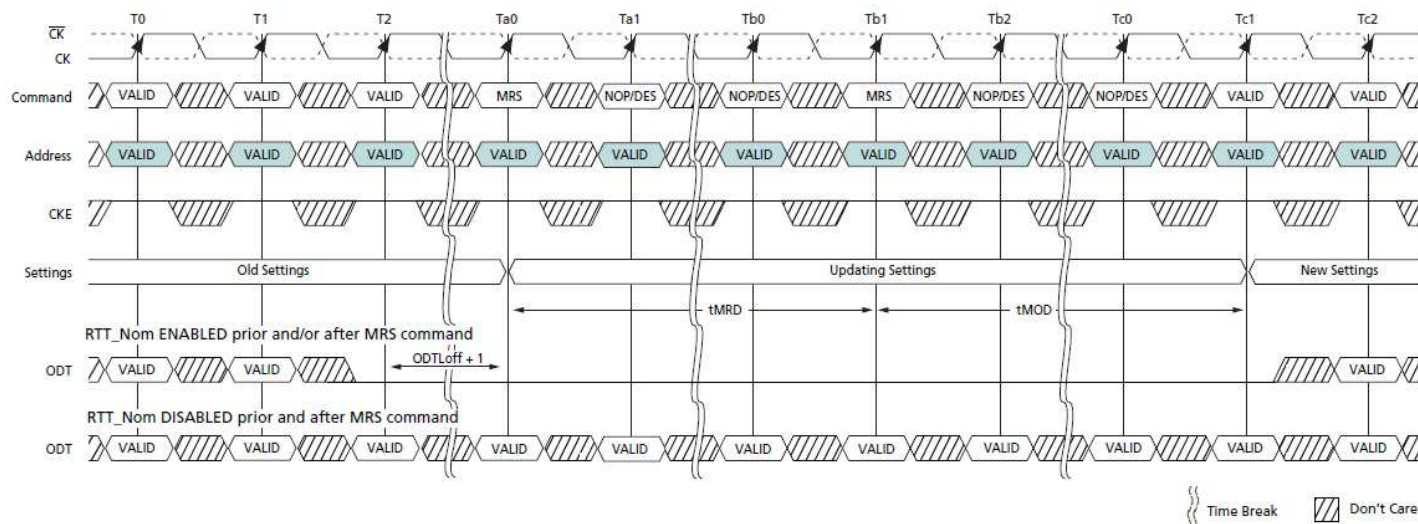 T0 T1 T2 Ta0 Ta1 Tb0 Tb1 Tb2 Tc0 Tc1 Tc2
CK
CK
Command VALID VALID VALID MRS NOP/DES NOP/DES MRS NOP/DES NOP/DES VALID VALID
Address VALID VALID VALID VALID VALID VALID VALID VALID VALID VALID VALID
CKE
Settings Old Settings Updating Settings New Settings
tMRD tMOD
RTT_Nom ENABLED prior and/or after MRS command
ODTLoff + 1
ODT VALID VALID VALID
RTT_Nom DISABLED prior and after MRS command
ODT VALID VALID VALID VALID VALID VALID VALID VALID VALID VALID VALID
Time Break Don't Care